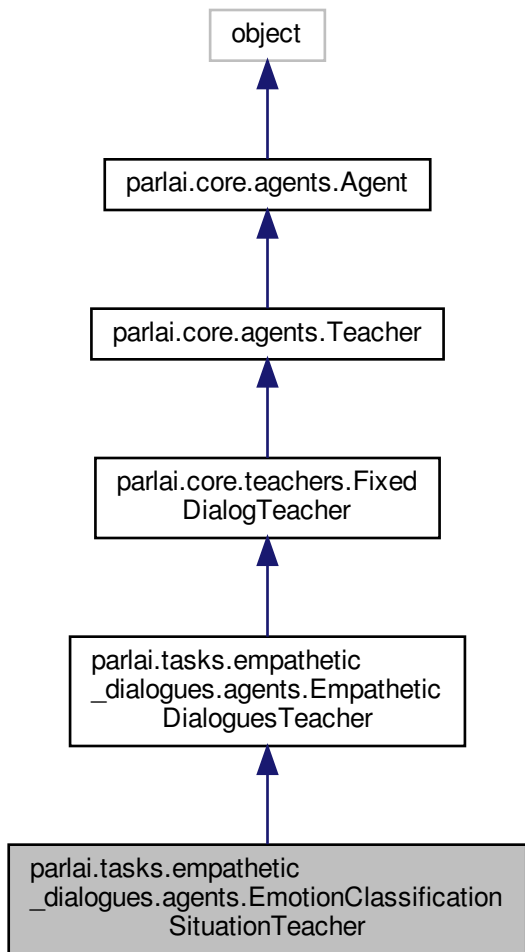 object
parlai.core.agents.Agent
parlai.core.agents.Teacher
parlai.core.teachers.Fixed
DialogTeacher
parlai.tasks.empathetic
_dialogues.agents.Empathetic
DialoguesTeacher
parlai.tasks.empathetic
_dialogues.agents.EmotionClassification
SituationTeacher